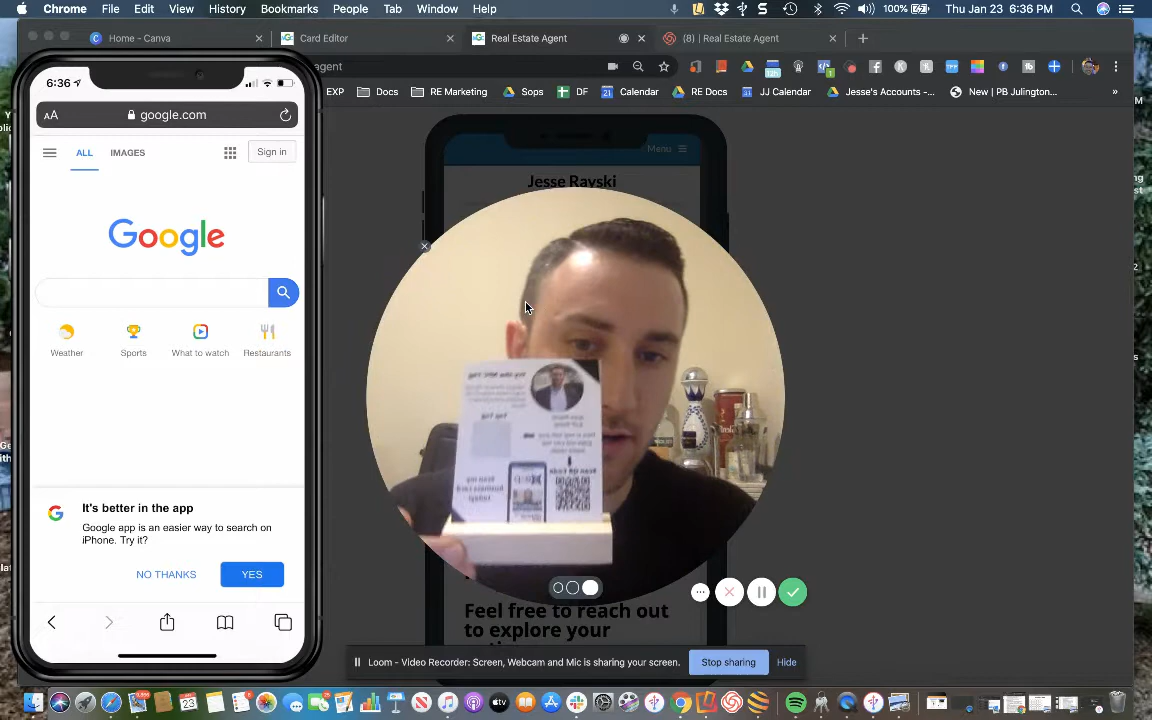 Chrome File Edit View History Bookmarks People Tab Window Help 100% Thu Jan 23 6:36 PM
Home - Canva Card Editor Real Estate Agent (8) | Real Estate Agent
agent
EXP Docs RE Marketing Sops DF Calendar RE Docs JJ Calendar Jesse's Accounts -... New | PB Julington... »
6:36
AA google.com
ALL IMAGES Sign in
Google
Weather Sports What to watch Restaurants
It's better in the app
Google app is an easier way to search on
iPhone. Try it?
NO THANKS YES
Menu
Jesse Rayski
Scan QR Code
Feel free to reach out
to explore your
Loom - Video Recorder: Screen, Webcam and Mic is sharing your screen. Stop sharing Hide